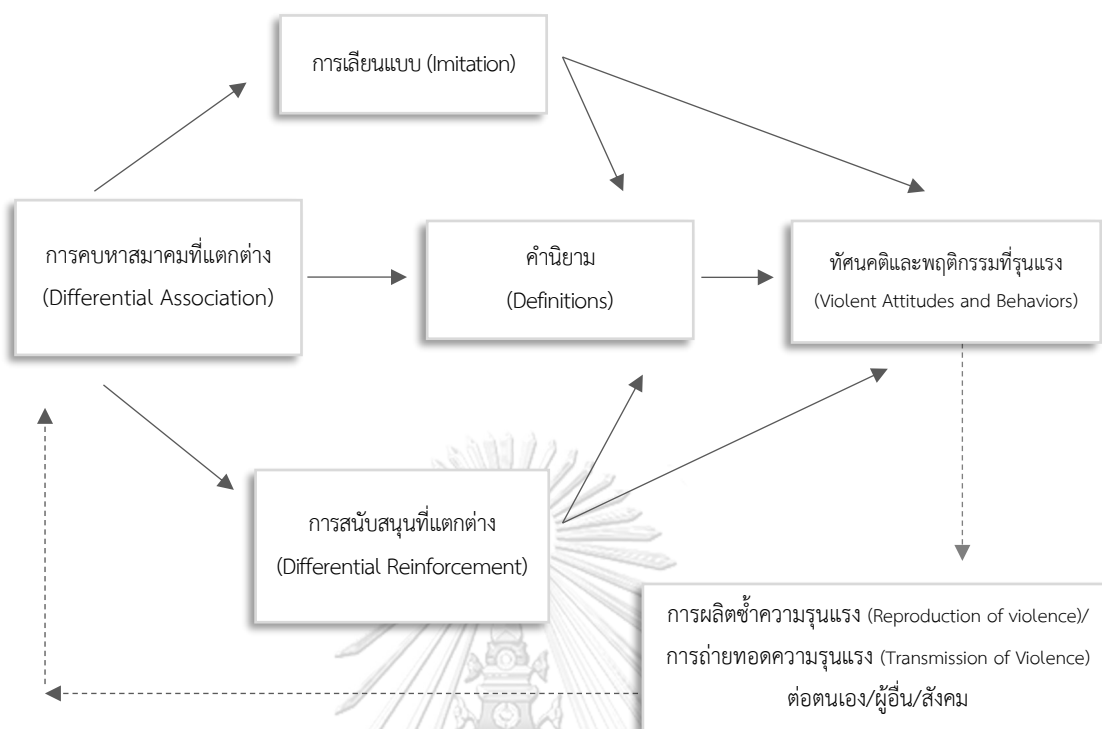 การเลียนแบบ (Imitation)
การคบหาสมาคมที่แตกต่าง
(Differential Association)
คำนิยาม
(Definitions)
ทัศนคติและพฤติกรรมที่รุนแรง
(Violent Attitudes and Behaviors)
การสนับสนุนที่แตกต่าง
(Differential Reinforcement)
การผลิตซ้ำความรุนแรง (Reproduction of violence)/
การถ่ายทอดความรุนแรง (Transmission of Violence)
ต่อตนเอง/ผู้อื่น/สังคม